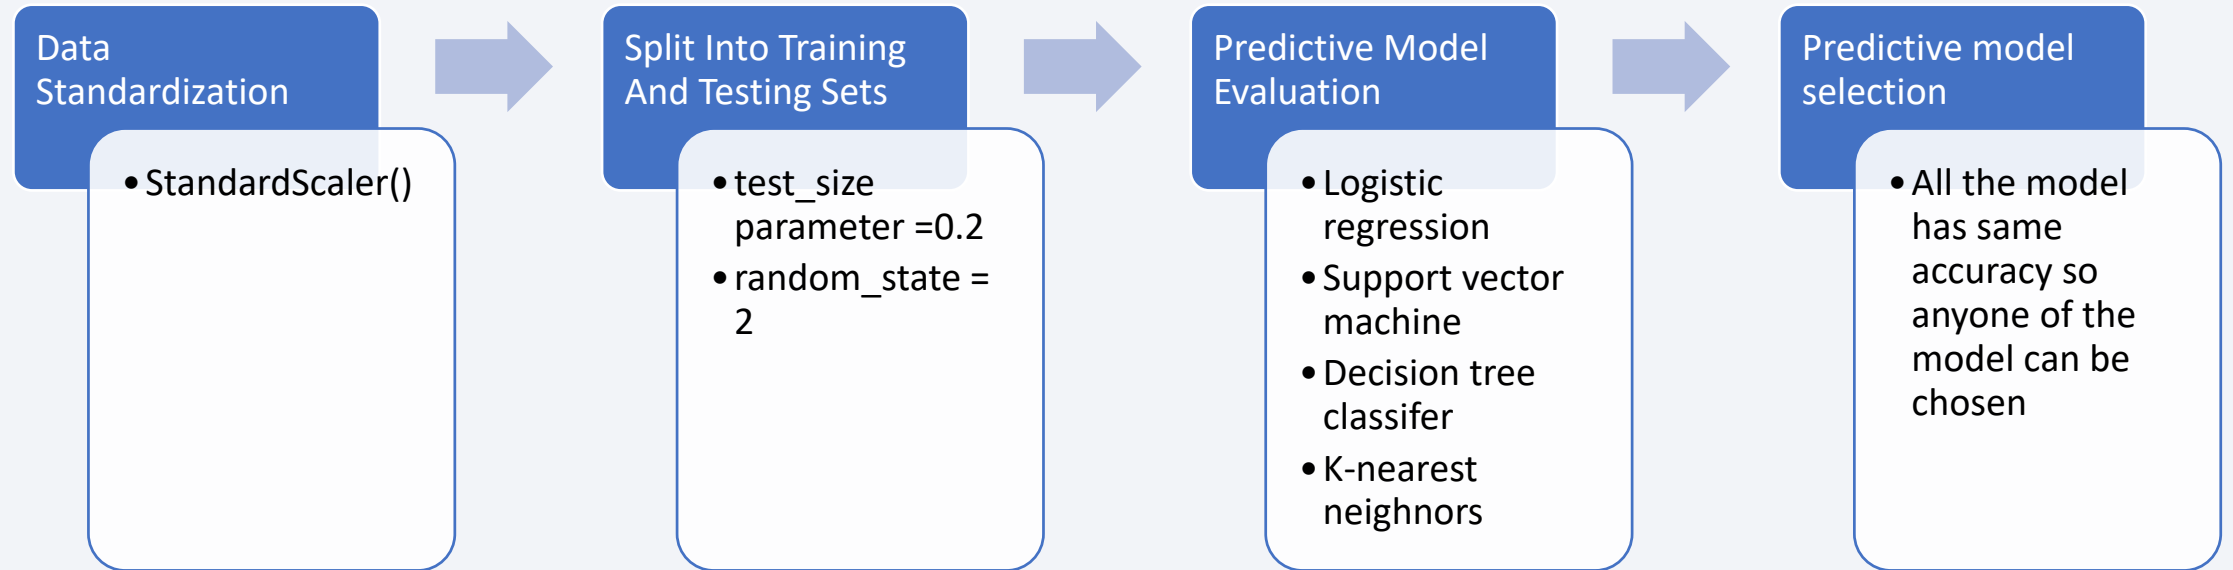 Data
Standardization
• StandardScaler()
Split Into Training
And Testing Sets
• test_size
parameter =0.2
• random_state =
2
Predictive Model
Evaluation
• Logistic
regression
• Support vector
machine
• Decision tree
classifer
• K-nearest
neighnors
Predictive model
selection
• All the model
has same
accuracy so
anyone of the
model can be
chosen